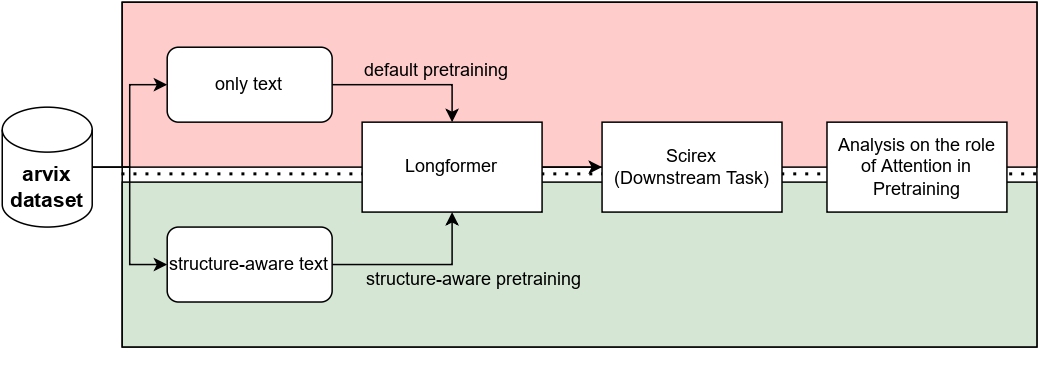 only text
default pretraining
arvix
dataset
Longformer
Scirex
(Downstream Task)
Analysis on the role
of Attention in
Pretraining
structure-aware text
structure-aware pretraining